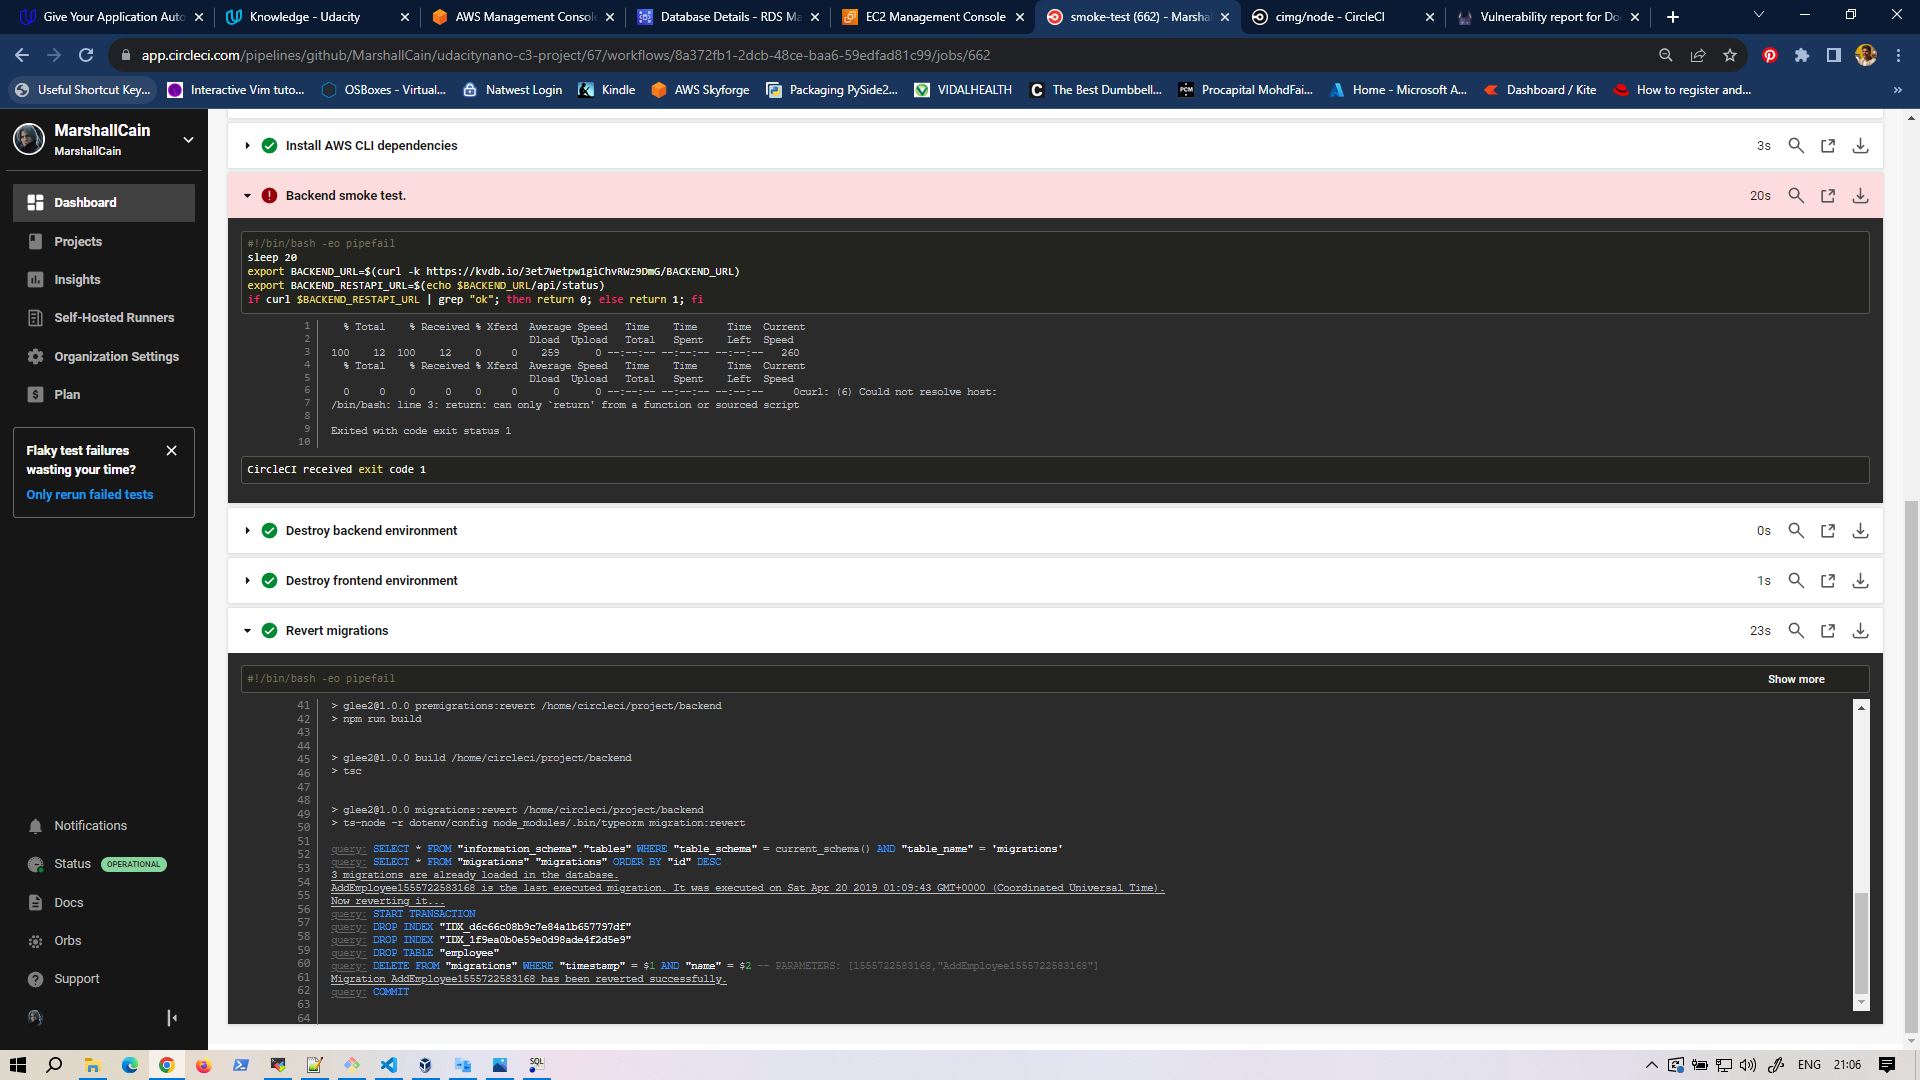 Give Your Application Auto
Knowledge - Udacity
AWS Management Console
Database Details - RDS Ma
EC2 Management Console
smoke-test (662) - Marshal
cimg/node - CircleCI
Vulnerability report for Do
app.circleci.com/pipelines/github/MarshallCain/udacitynano-c3-project/67/workflows/8a372fb1-2dcb-48ce-baa6-59edfad81c99/jobs/662
Useful Shortcut Key...
Interactive Vim tuto...
OSBoxes - Virtual...
Natwest Login
Kindle
AWS Skyforge
Packaging PySide2...
VIDALHEALTH
The Best Dumbbell...
Procapital MohdFai...
Home - Microsoft A...
Dashboard / Kite
How to register and...
»
MarshallCain
MarshallCain
Dashboard
Projects
Insights
Self-Hosted Runners
Organization Settings
Plan
Flaky test failures
wasting your time?
Only rerun failed tests
Notifications
Status OPERATIONAL
Docs
Orbs
Support
Install AWS CLI dependencies 3s
Backend smoke test. 20s
#!/bin/bash -eo pipefail
sleep 20
export BACKEND_URL=$(curl -k https://kvdb.io/3et7Wetpw1giChvRWz9DmG/BACKEND_URL)
export BACKEND_RESTAPI_URL=$(echo $BACKEND_URL/api/status)
if curl $BACKEND_RESTAPI_URL | grep "ok"; then return 0; else return 1; fi
1 % Total % Received % Xferd Average Speed Time Time Time Current
2 Dload Upload Total Spent Left Speed
3 100 12 100 12 0 0 259 0 --:--:-- --:--:-- --:--:-- 260
4 % Total % Received % Xferd Average Speed Time Time Time Current
5 Dload Upload Total Spent Left Speed
6 0 0 0 0 0 0 0 0 --:--:-- --:--:-- --:--:-- 0curl: (6) Could not resolve host:
7 /bin/bash: line 3: return: can only `return' from a function or sourced script
8
9 Exited with code exit status 1
10
CircleCI received exit code 1
Destroy backend environment 0s
Destroy frontend environment 1s
Revert migrations 23s
#!/bin/bash -eo pipefail Show more
41 > glee2@1.0.0 premigrations:revert /home/circleci/project/backend
42 > npm run build
43
44
45 > glee2@1.0.0 build /home/circleci/project/backend
46 > tsc
47
48
49 > glee2@1.0.0 migrations:revert /home/circleci/project/backend
50 > ts-node -r dotenv/config node_modules/.bin/typeorm migration:revert
51
52 query: SELECT * FROM "information_schema"."tables" WHERE "table_schema" = current_schema() AND "table_name" = 'migrations'
53 query: SELECT * FROM "migrations" "migrations" ORDER BY "id" DESC
54 3 migrations are already loaded in the database.
55 AddEmployee1555722583168 is the last executed migration. It was executed on Sat Apr 20 2019 01:09:43 GMT+0000 (Coordinated Universal Time).
56 Now reverting it...
57 query: START TRANSACTION
58 query: DROP INDEX "IDX_d6c66c08b9c7e84a1b657797df"
59 query: DROP INDEX "IDX_1f9ea0b0e59e0d98ade4f2d5e9"
60 query: DROP TABLE "employee"
61 query: DELETE FROM "migrations" WHERE "timestamp" = $1 AND "name" = $2 -- PARAMETERS: [1555722583168,"AddEmployee1555722583168"]
62 Migration AddEmployee1555722583168 has been reverted successfully.
63 query: COMMIT
64
SQL
ENG 21:06